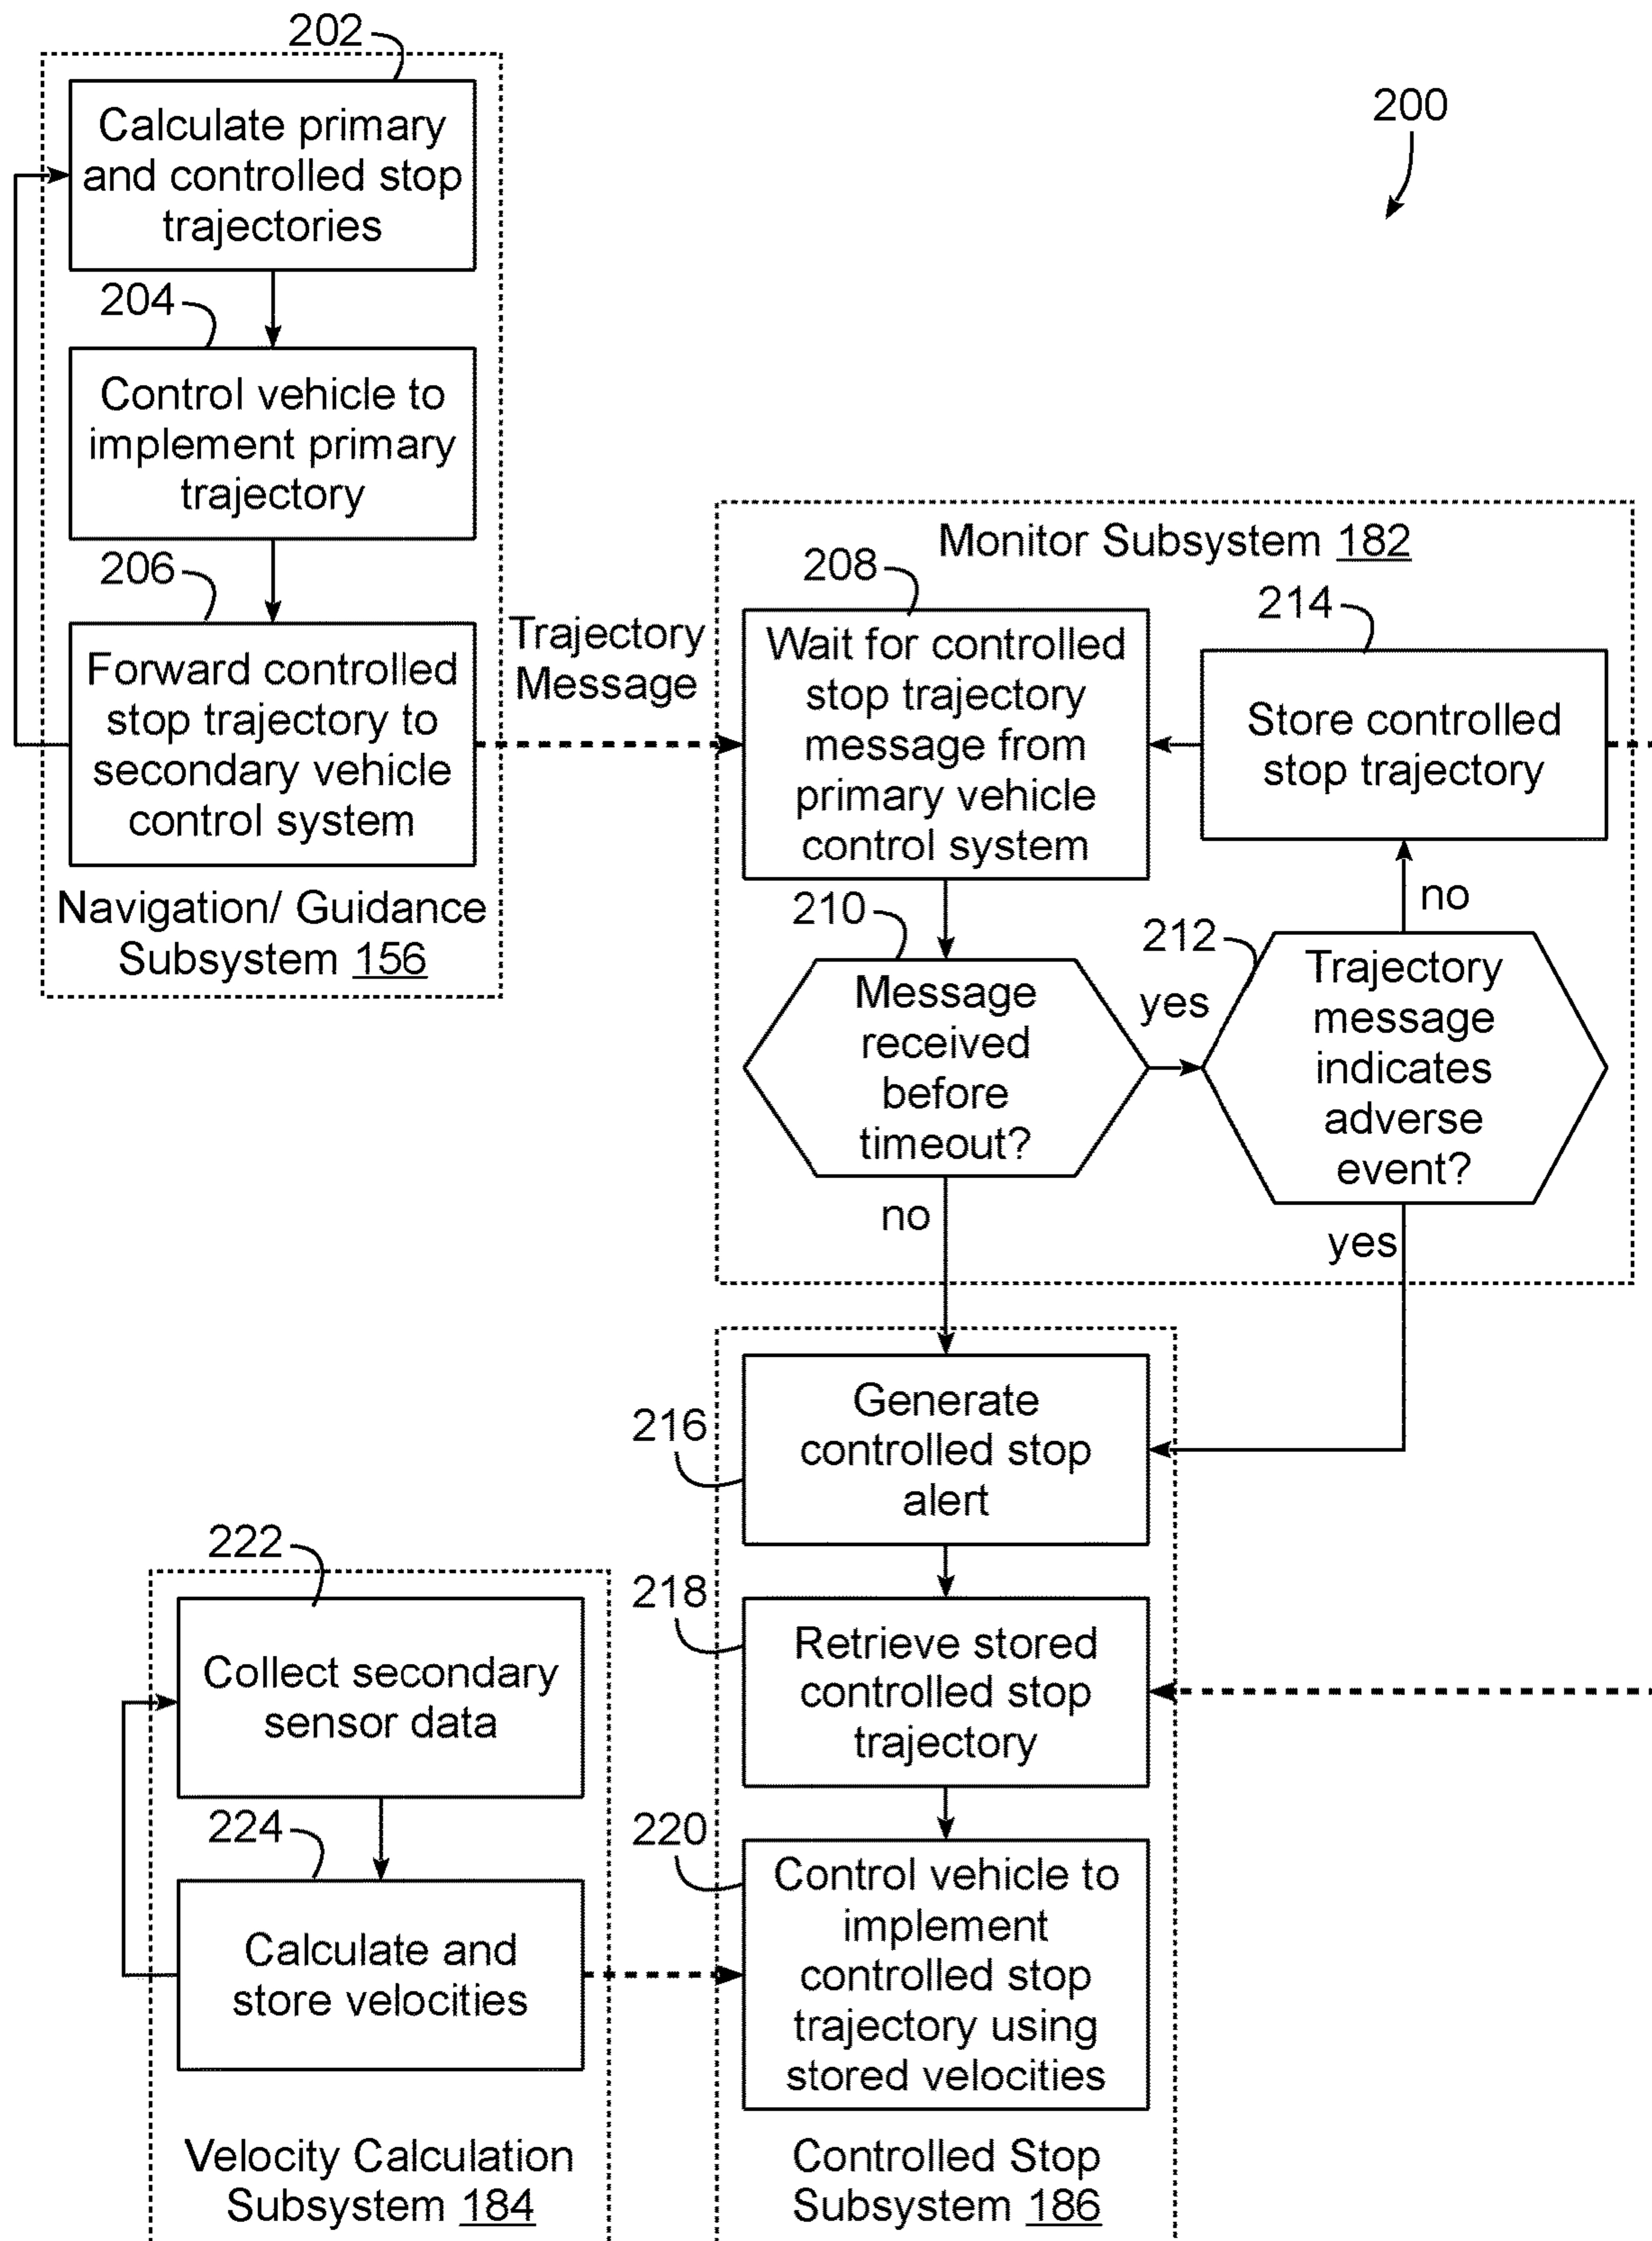 202
200
Calculate primary
and controlled stop
trajectories
204
Control vehicle to
implement primary
trajectory
206
Forward controlled
stop trajectory to
secondary vehicle
control system
Navigation/ Guidance
Subsystem 156
Trajectory
Message
Monitor Subsystem 182
208
Wait for controlled
stop trajectory
message from
primary vehicle
control system
214
Store controlled
stop trajectory
no
210
Message
received
before
timeout?
yes
212
Trajectory
message
indicates
adverse
event?
no
yes
216
Generate
controlled stop
alert
218
Retrieve stored
controlled stop
trajectory
220
Control vehicle to
implement
controlled stop
trajectory using
stored velocities
Controlled Stop
Subsystem 186
222
Collect secondary
sensor data
224
Calculate and
store velocities
Velocity Calculation
Subsystem 184